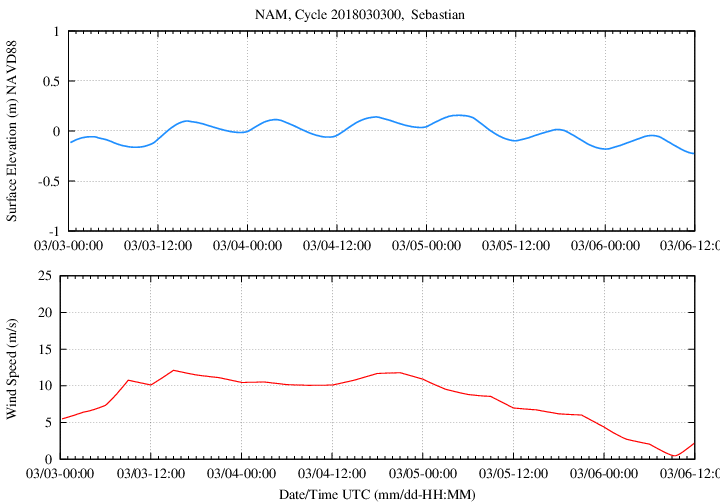 NAM, Cycle 2018030300,  Sebastian
Surface Elevation (m) NAVD88
1
0.5
0
-0.5
-1
03/03-00:00 03/03-12:00 03/04-00:00 03/04-12:00 03/05-00:00 03/05-12:00 03/06-00:00 03/06-12:00
Wind Speed (m/s)
25
20
15
10
5
0
03/03-00:00 03/03-12:00 03/04-00:00 03/04-12:00 03/05-00:00 03/05-12:00 03/06-00:00 03/06-12:0
Date/Time UTC (mm/dd-HH:MM)